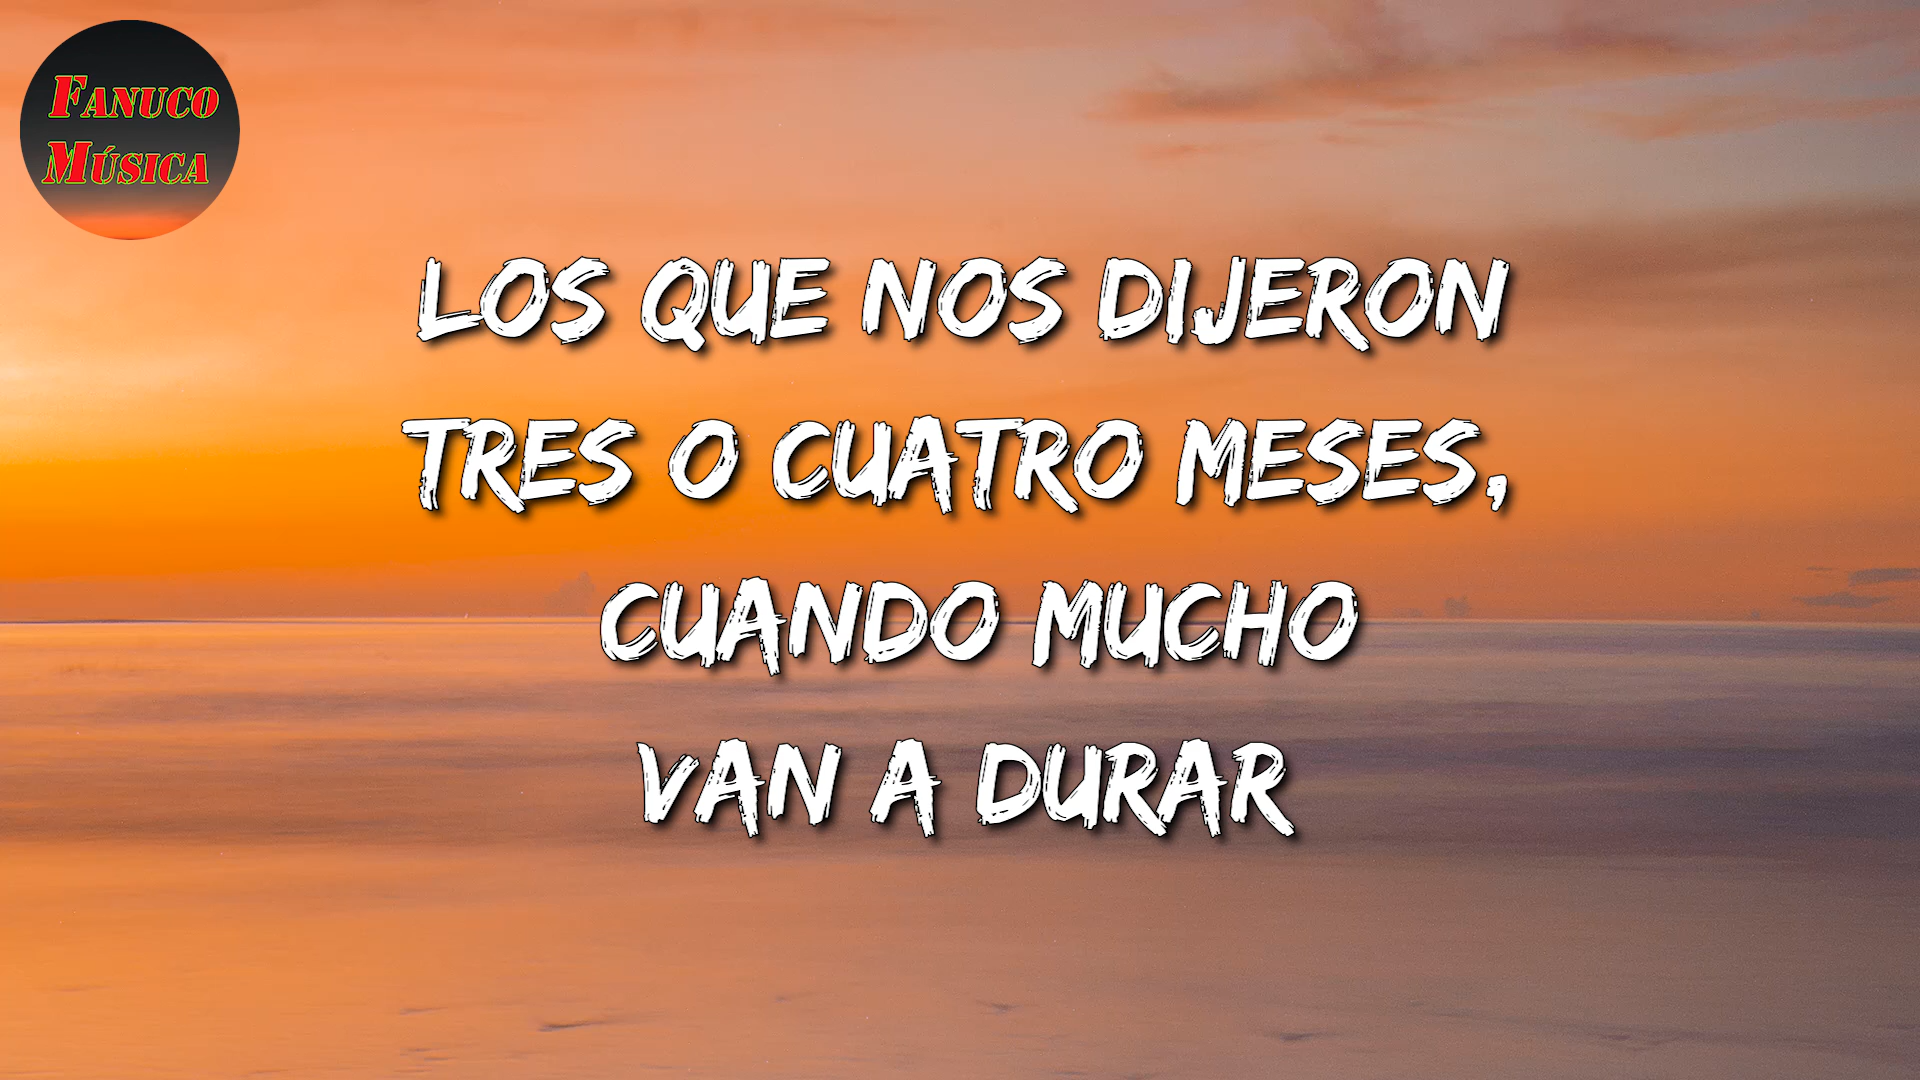 FANUCO
MÚSICA
LOS QUE NOS DIJERON
TRES O CUATRO MESES,
CUANDO MUCHO
VAN A DURAR